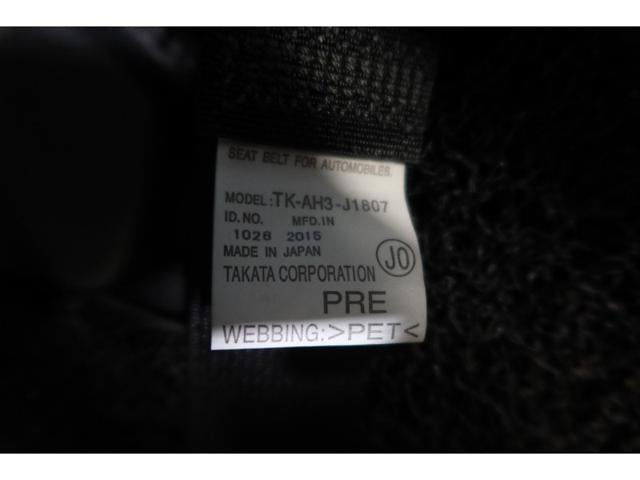 SEAT BELT FOR AUTOMOBILES.
MODEL:TK-AH3-J1807
ID.NO. MFD.IN
1026 2015
MADE IN JAPAN
JO
TAKATA CORPORATION
PRE
WEBBING:>PET<